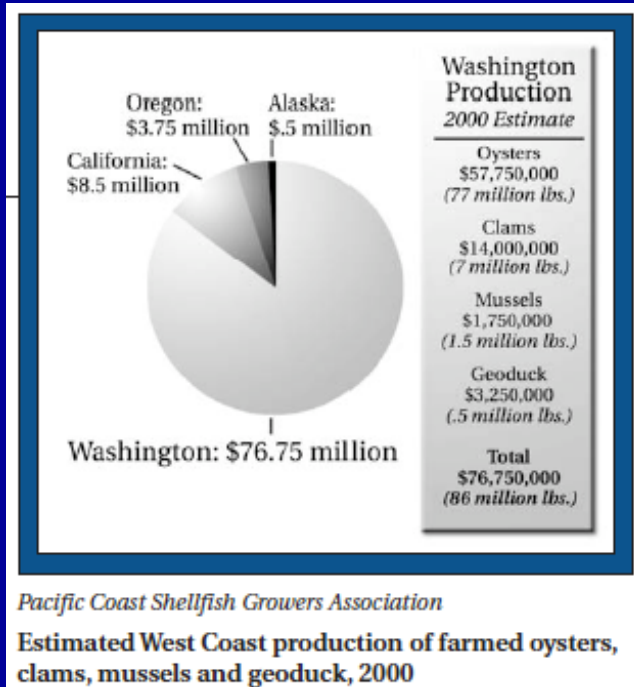 Oregon:
$3.75 million
Alaska:
$.5 million
California:
$8.5 million
Washington: $76.75 million
Washington
Production
2000 Estimate
Oysters
$57,750,000
(77 million lbs.)
Clams
$14,000,000
(7 million lbs.)
Mussels
$1,750,000
(1.5 million lbs.)
Geoduck
$3,250,000
(.5 million lbs.)
Total
$76,750,000
(86 million lbs.)
Pacific Coast Shellfish Growers Association
Estimated West Coast production of farmed oysters,
clams, mussels and geoduck, 2000